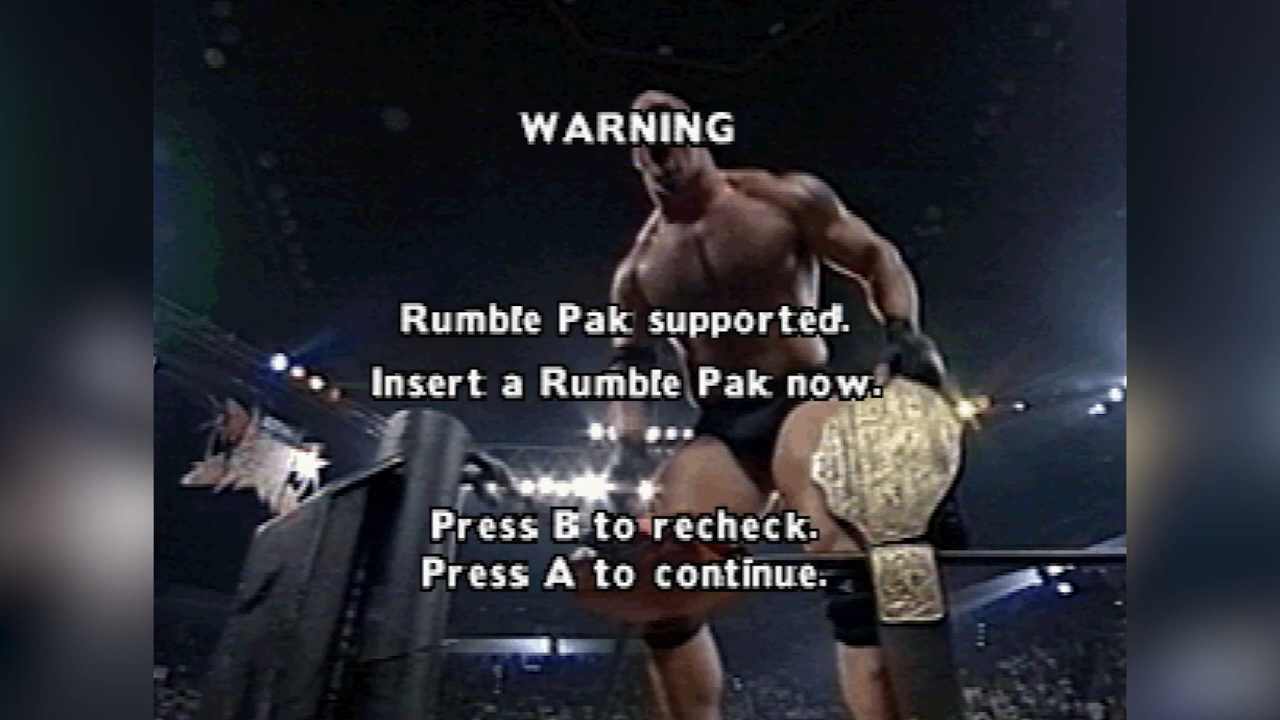 WARNING
Rumble Pak supported.
Insert a Rumble Pak now.
Press B to recheck.
Press A to continue.